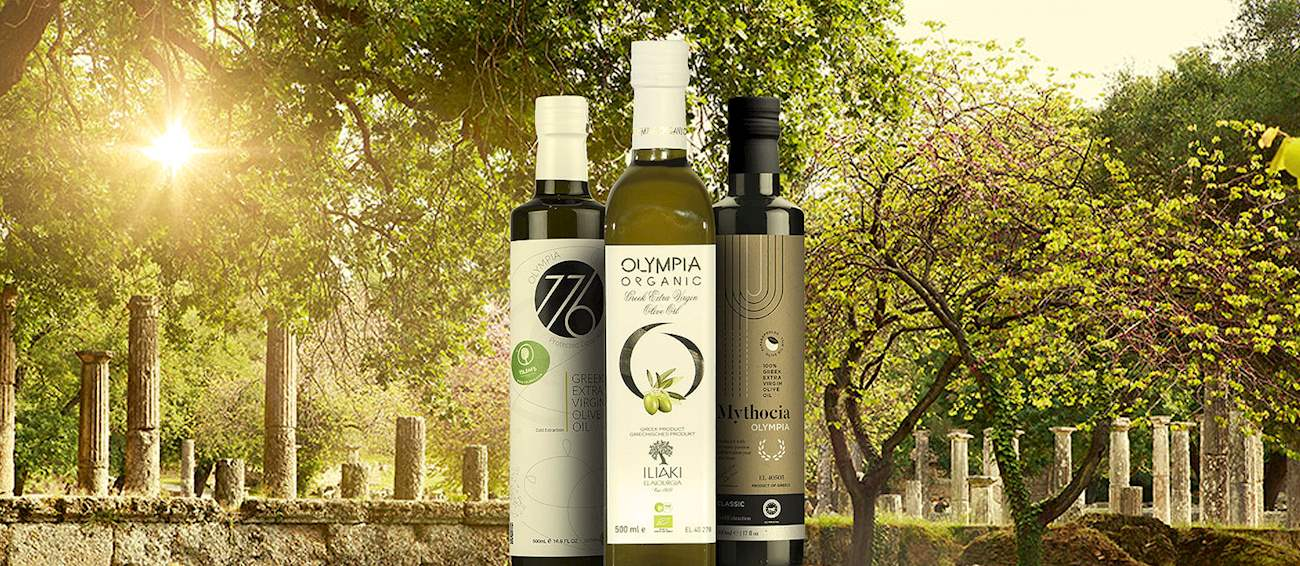 OLYMPIA
776
GREEK
EXTRA
VIRGIN
OLIVE
OIL
Cold Extraction
OLYMPIA
ORGANIC
Greek Extra Virgin
Olive Oil
GREEK PRODUCT
GRIECHISCHES PRODUKT
ILIAKI
ELAIOURGIA
500 ml e
EL 40 278
100%
GREEK
EXTRA
VIRGIN
OLIVE
OIL
Mythocia
OLYMPIA
EL 40505
PRODUCT OF GREECE
CLASSIC